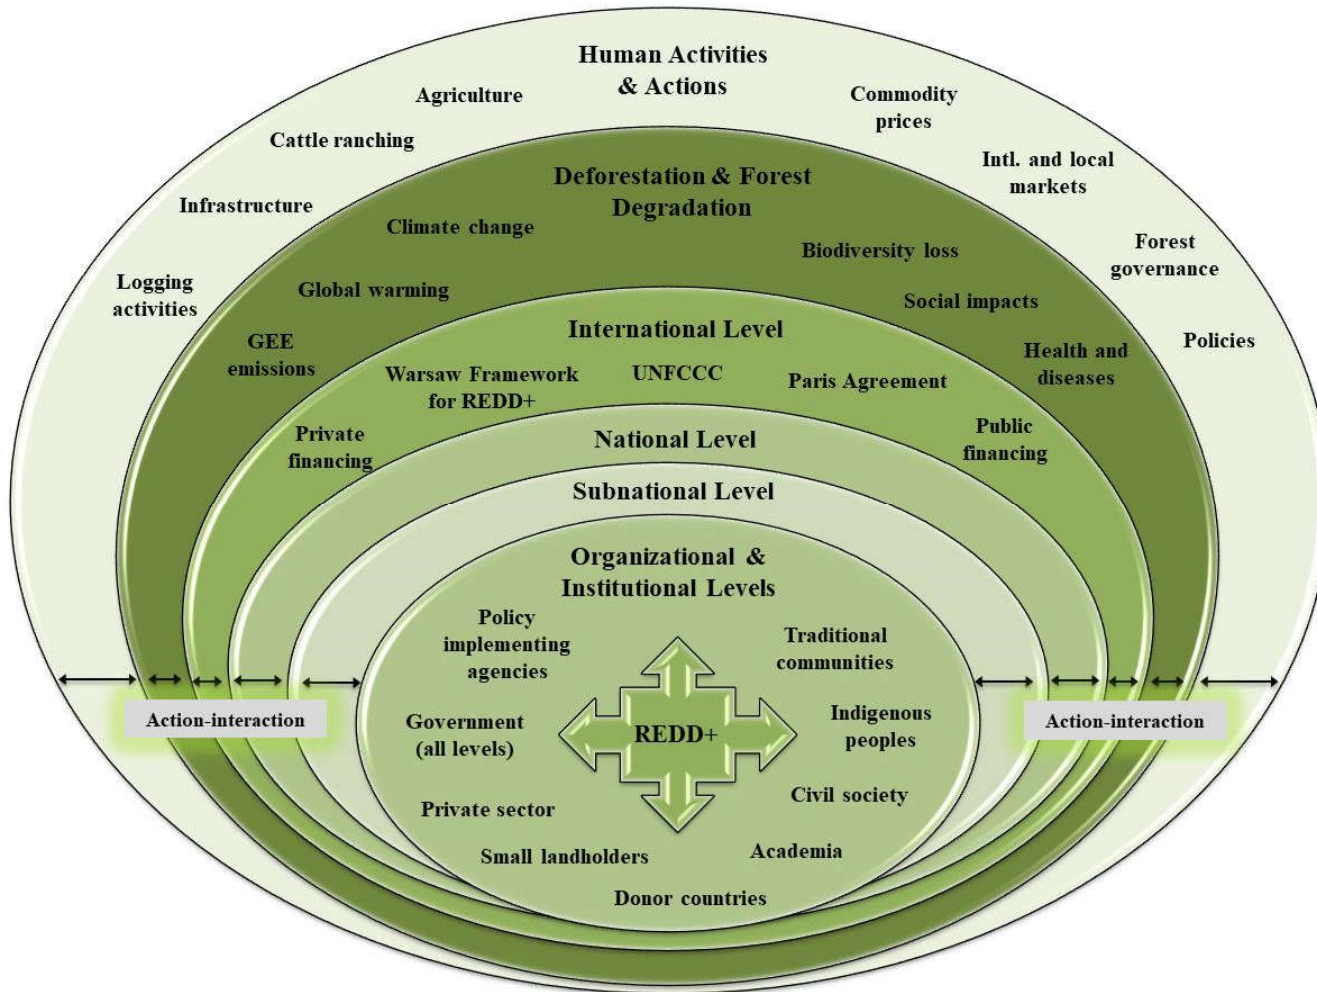 Human Activities
& Actions
Agriculture
Commodity
prices
Cattle ranching
Intl. and local
markets
Infrastructure
Forest
governance
Logging
activities
Policies
Deforestation & Forest
Degradation
Climate change
Biodiversity loss
Global warming
Social impacts
GEE
emissions
Health and
diseases
International Level
Warsaw Framework
for REDD+
UNFCCC
Paris Agreement
Private
financing
Public
financing
National Level
Subnational Level
Organizational &
Institutional Levels
Policy
implementing
agencies
Traditional
communities
Government
(all levels)
REDD+
Indigenous
peoples
Private sector
Civil society
Small landholders
Academia
Donor countries
Action-interaction
Action-interaction